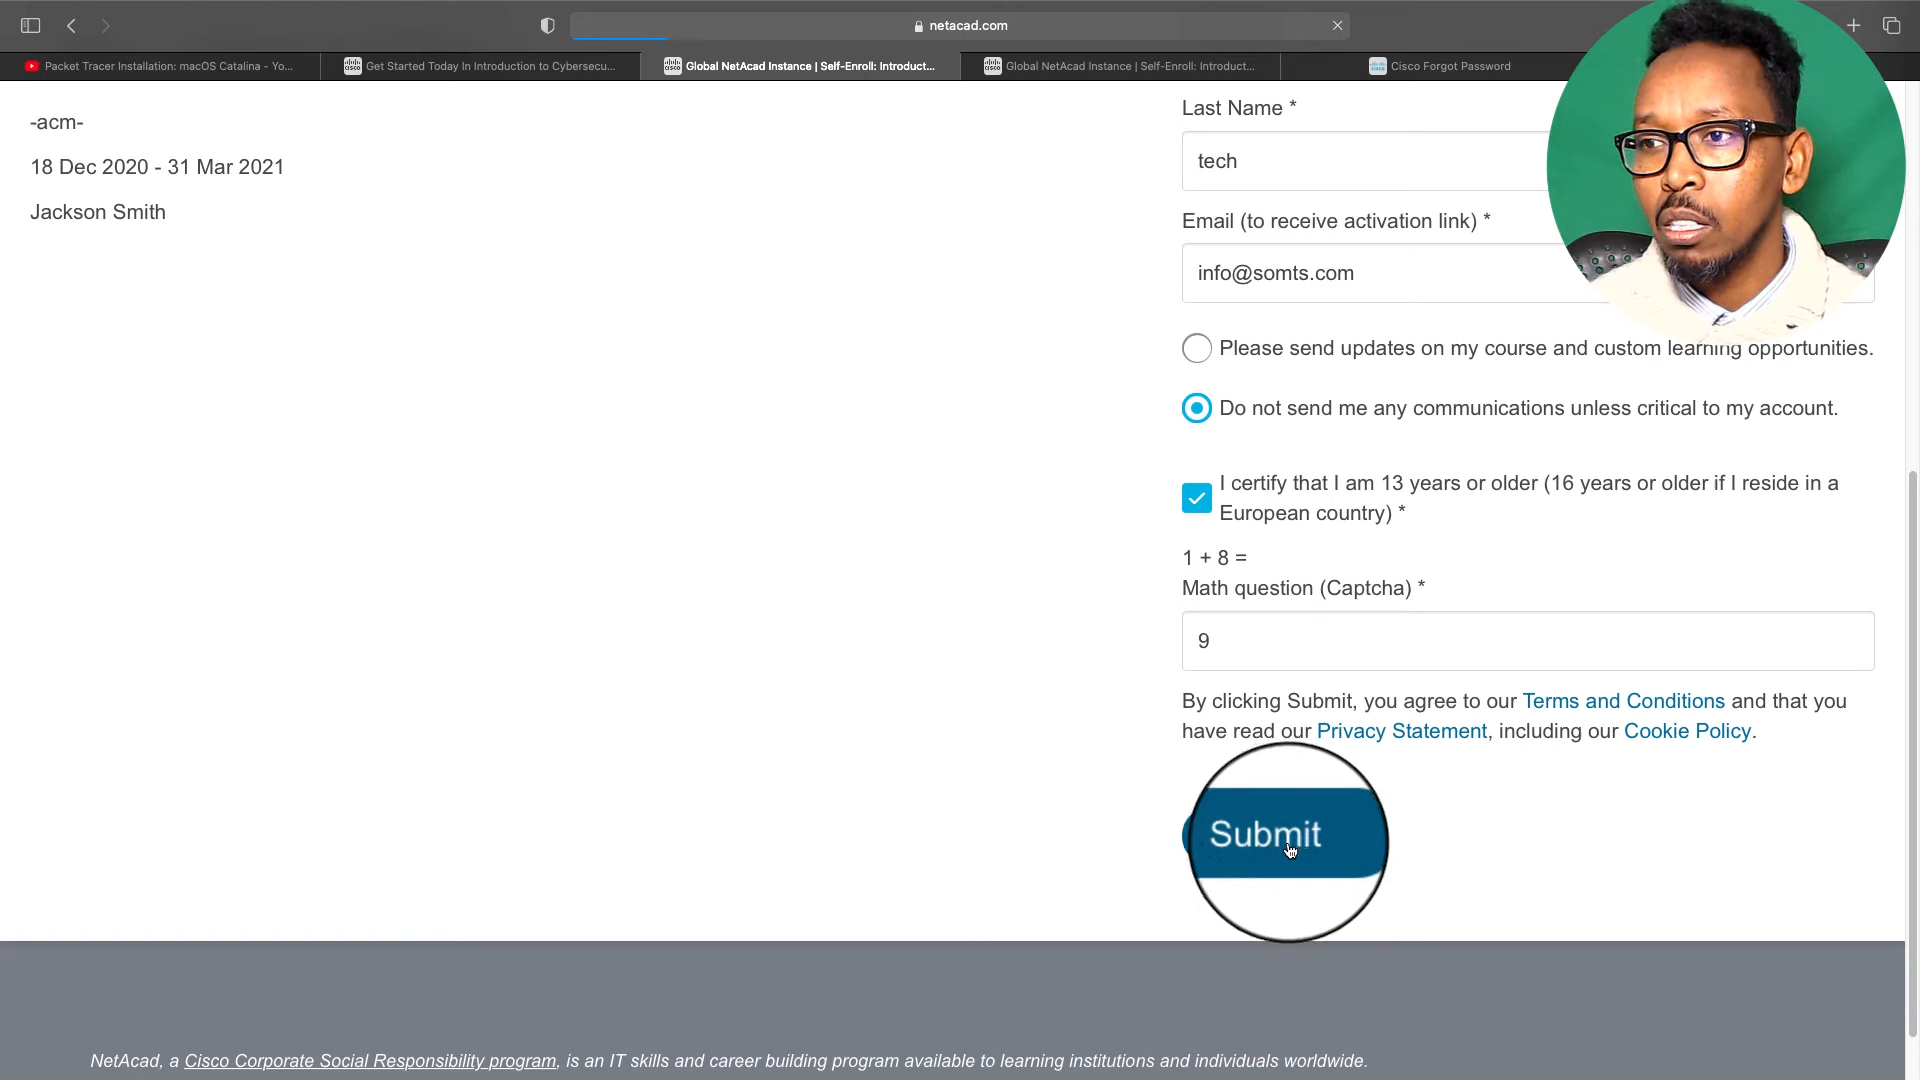 netacad.com
Packet Tracer Installation: macOS Catalina - Yo...
Get Started Today In Introduction to Cybersecu...
Global NetAcad Instance | Self-Enroll: Introduct...
Global NetAcad Instance | Self-Enroll: Introduct...
Cisco Forgot Password
-acm-
18 Dec 2020 - 31 Mar 2021
Jackson Smith
Last Name *
tech
Email (to receive activation link) *
info@somts.com
Please send updates on my course and custom learning opportunities.
Do not send me any communications unless critical to my account.
I certify that I am 13 years or older (16 years or older if I reside in a
European country) *
1 + 8 =
Math question (Captcha) *
9
By clicking Submit, you agree to our Terms and Conditions and that you
have read our Privacy Statement, including our Cookie Policy.
Submit
NetAcad, a Cisco Corporate Social Responsibility program, is an IT skills and career building program available to learning institutions and individuals worldwide.